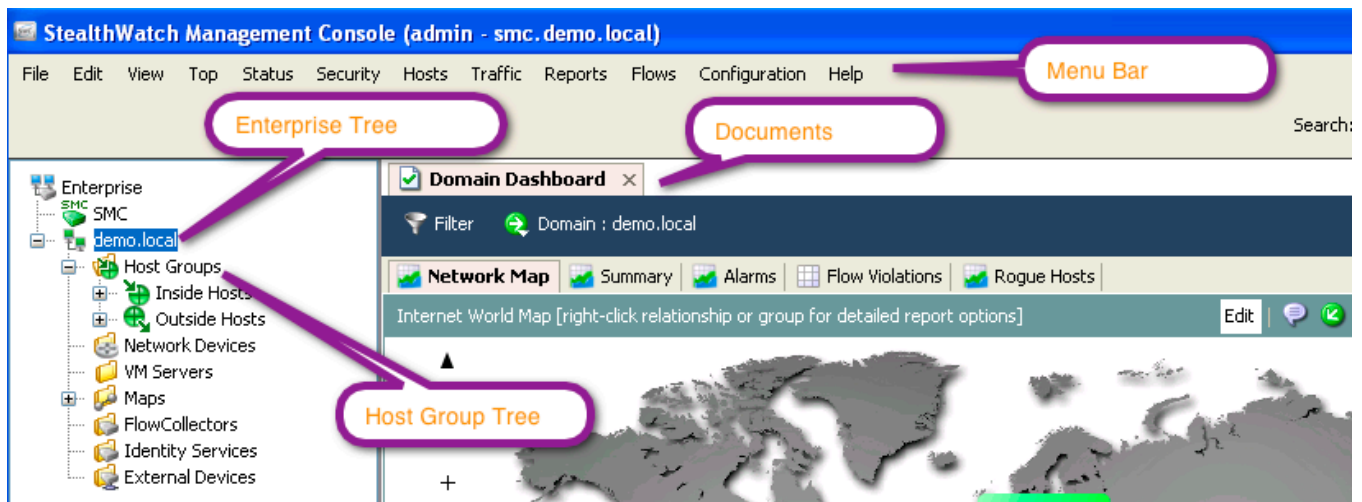 StealthWatch Management Console (admin - smc.demo.local)
File Edit View Top Status Security Hosts Traffic Reports Flows Configuration Help
Menu Bar
Enterprise Tree
Documents
Search:
Enterprise
SMC
SMC
demo.local
Host Groups
Inside Hosts
Outside Hosts
Network Devices
VM Servers
Maps
FlowCollectors
Identity Services
External Devices
Host Group Tree
Domain Dashboard
Filter Domain : demo.local
Network Map Summary Alarms Flow Violations Rogue Hosts
Internet World Map [right-click relationship or group for detailed report options] Edit